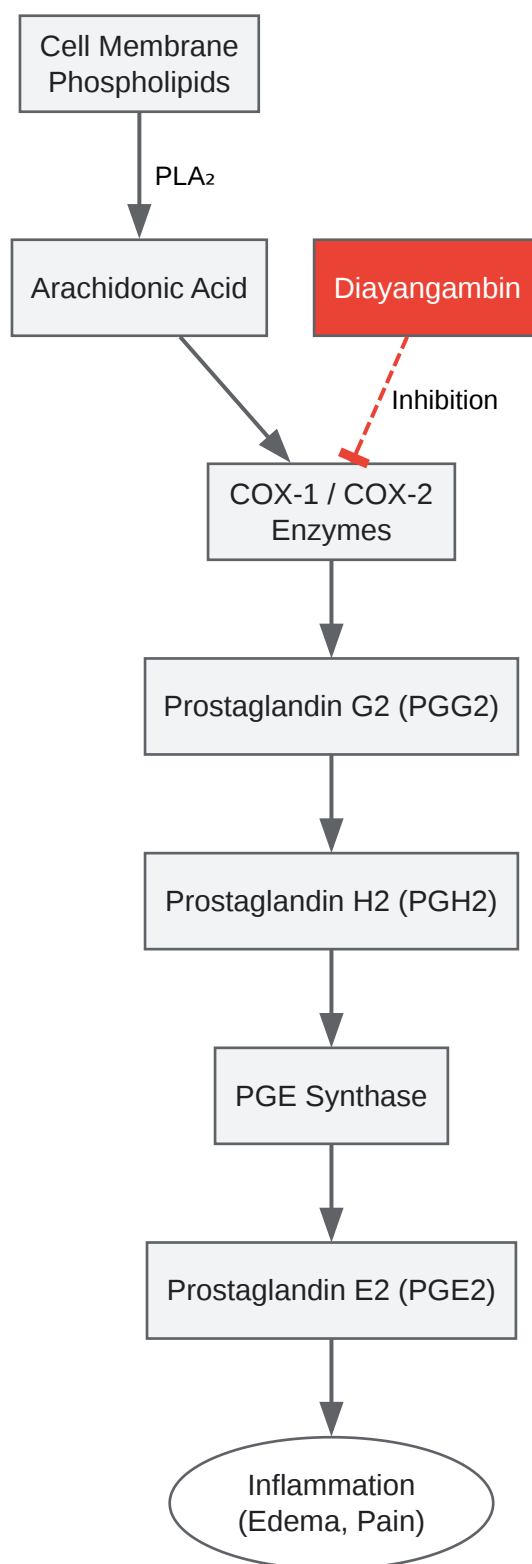 Cell Membrane
Phospholipids
PLA₂
Arachidonic Acid
Diayangambin
Inhibition
COX-1 / COX-2
Enzymes
Prostaglandin G2 (PGG2)
Prostaglandin H2 (PGH2)
PGE Synthase
Prostaglandin E2 (PGE2)
Inflammation
(Edema, Pain)